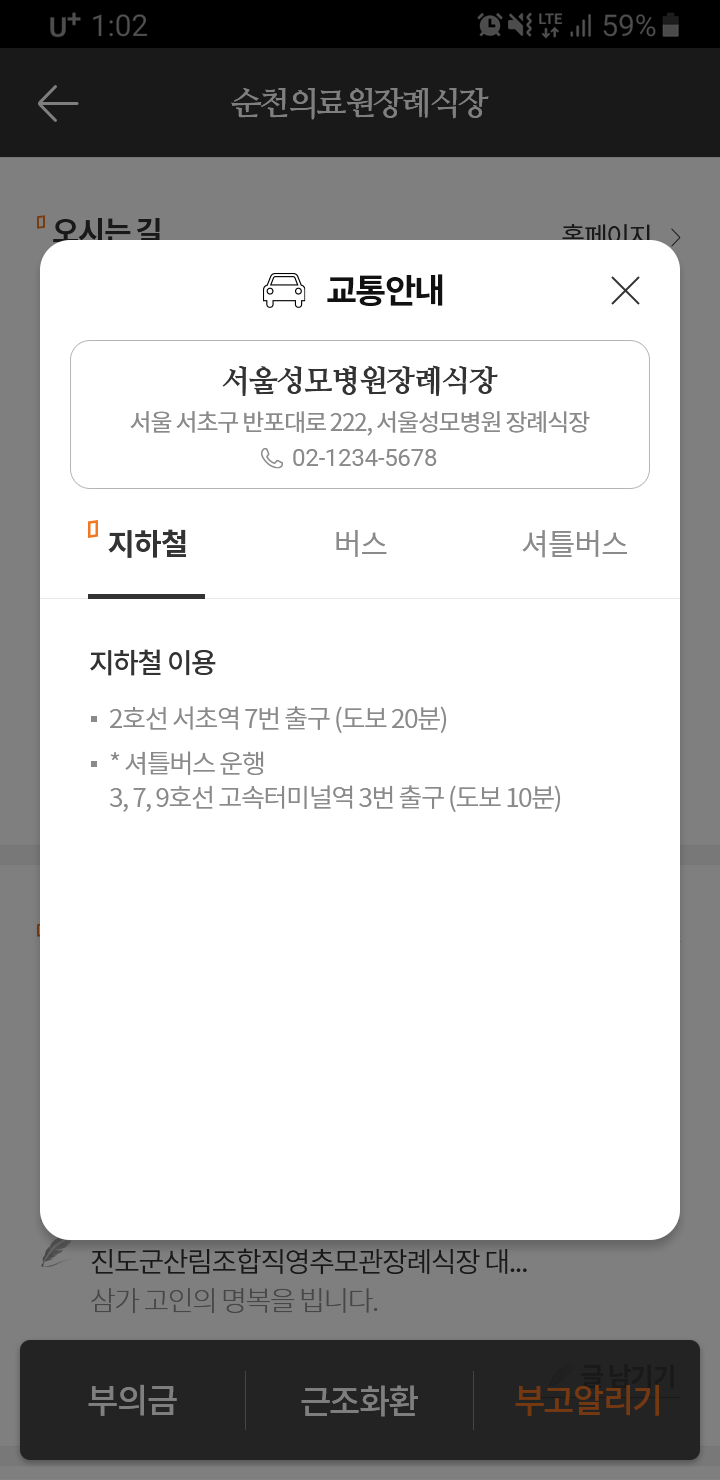 U+ 1:02 LTE 59%
순천의료원장례식장
오시는 길 홈페이지
교통안내
서울성모병원장례식장
서울 서초구 반포대로 222, 서울성모병원 장례식장
02-1234-5678
지하철 버스 셔틀버스
지하철 이용
▪ 2호선 서초역 7번 출구 (도보 20분)
▪ * 셔틀버스 운행
3, 7, 9호선 고속터미널역 3번 출구 (도보 10분)
진도군산림조합직영추모관장례식장 대...
삼가 고인의 명복을 빕니다.
글 남기기
부의금 근조화환 부고알리기